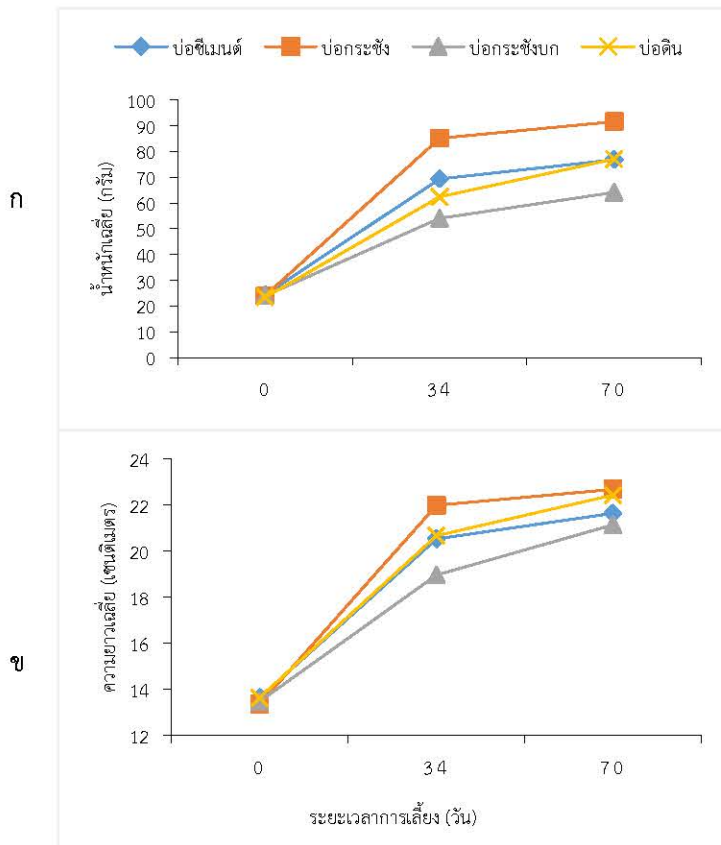 บ่อซีเมนต์ บ่อกระชัง บ่อกระชังบก บ่อดิน
ก
น้ำหนักเฉลี่ย (กรัม)
100
90
80
70
60
50
40
30
20
10
0
0 34 70
ข
ความยาวเฉลี่ย (เซนติเมตร)
24
22
20
18
16
14
12
0 34 70
ระยะเวลาการเลี้ยง (วัน)